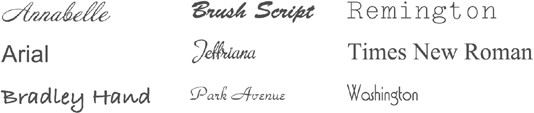 Annabelle Brush Script Remington
Arial Jeffriana Times New Roman
Bradley Hand Park Avenue Washington